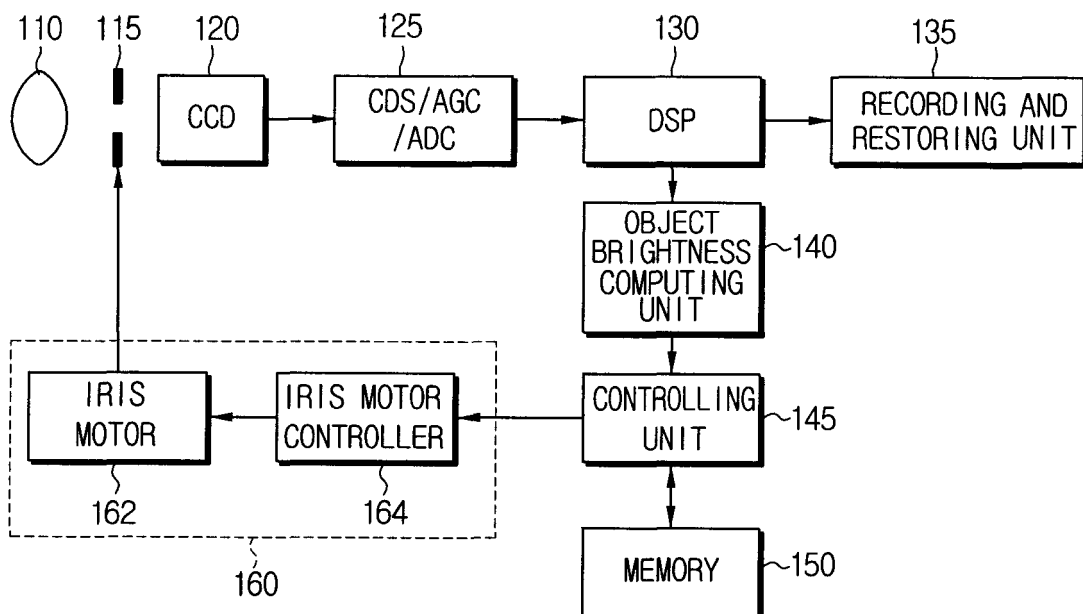 110
115
120
125
130
135
CCD
CDS/AGC
/ADC
DSP
RECORDING AND
RESTORING UNIT
OBJECT
BRIGHTNESS
COMPUTING
UNIT
140
IRIS
MOTOR
IRIS MOTOR
CONTROLLER
CONTROLLING
UNIT
145
162
164
160
MEMORY
150